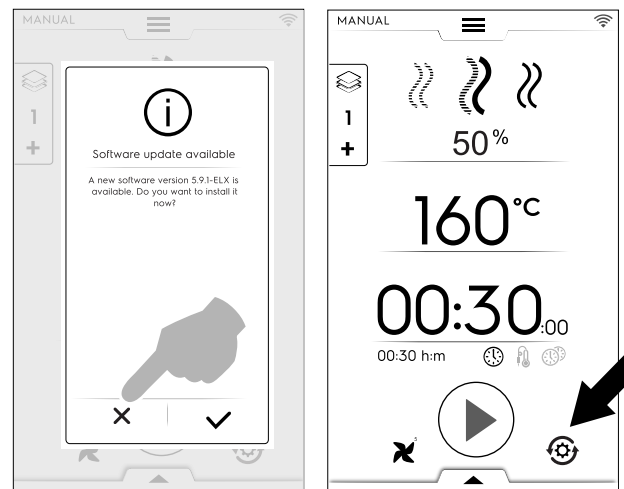 MANUAL
1
+
i
Software update available
A new software version 5.9.1-ELX is
available. Do you want to install it
now?
MANUAL
1
+
50%
160°C
00:30:00
00:30 h:m
5